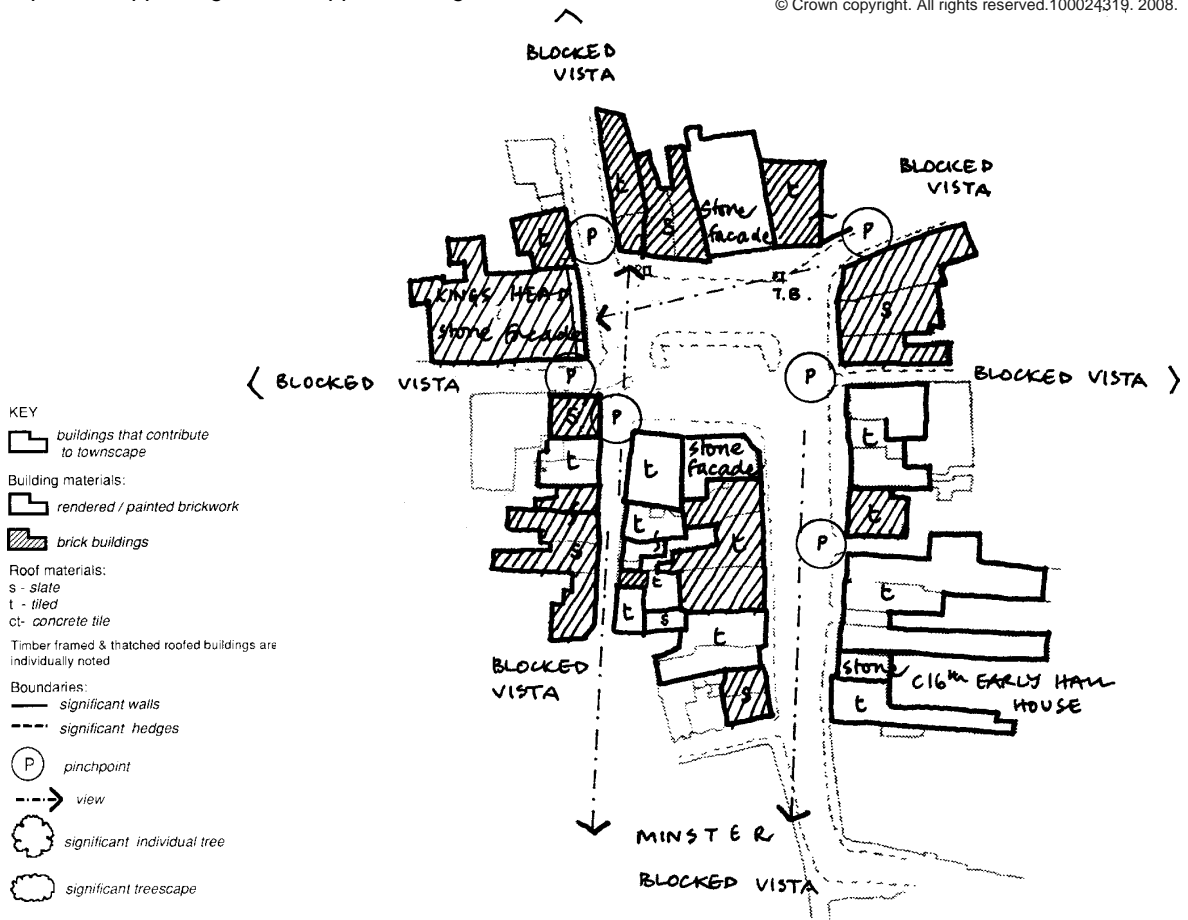 © Crown copyright. All rights reserved.100024319. 2008.
BLOCKED
VISTA
BLOCKED
VISTA
t
s
stone
facade
t
P
P
t
KINGS HEAD
stone facade
T.B.
s
BLOCKED VISTA
P
P
BLOCKED VISTA
s
P
t
t
stone
facade
t
t
s
t
s
t
t
t
s
t
P
t
t
s
stone
t
C16th EARLY HALL
HOUSE
BLOCKED
VISTA
MINSTER
BLOCKED VISTA
KEY
buildings that contribute
to townscape
Building materials:
rendered / painted brickwork
brick buildings
Roof materials:
s - slate
t - tiled
ct- concrete tile
Timber framed & thatched roofed buildings are
individually noted
Boundaries:
significant walls
significant hedges
P
pinchpoint
view
significant individual tree
significant treescape